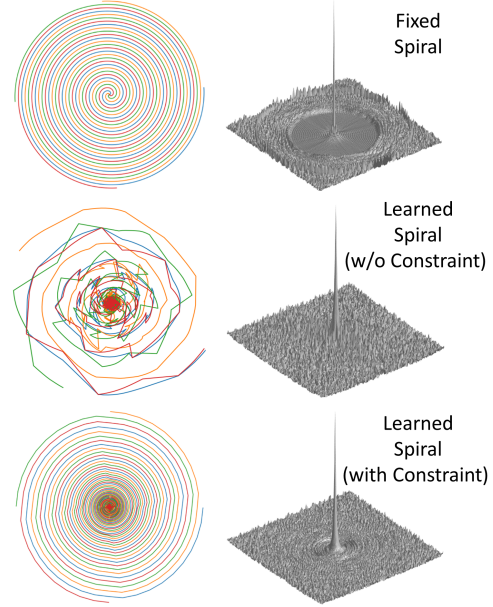 Fixed
Spiral
Learned
Spiral
(w/o Constraint)
Learned
Spiral
(with Constraint)